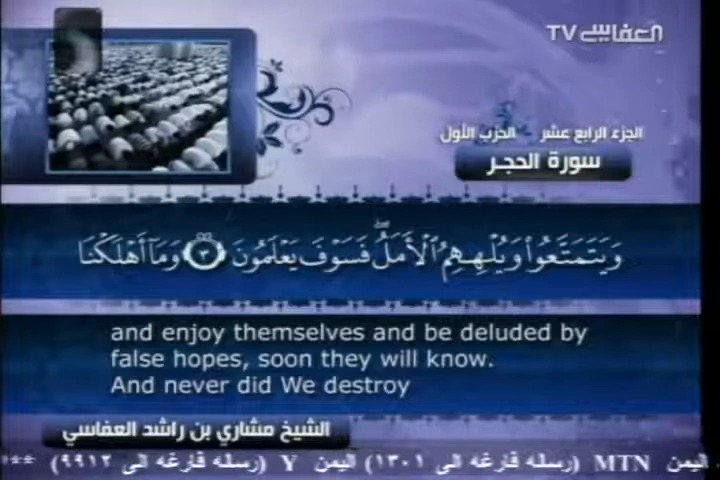 العفاسي TV
الجزء الرابع عشر الحزب الأول
سورة الحجر
وَيَتَمَتَّعُوا۟ وَيُلْهِهِمُ ٱلْأَمَلُ ۖ فَسَوْفَ يَعْلَمُونَ ٣ وَمَآ أَهْلَكْنَا
and enjoy themselves and be deluded by
false hopes, soon they will know.
And never did We destroy
الشيخ مشاري بن راشد العفاسي
اليمن MTN (رسله فارغه الى ١٣٠١) اليمن Y (رسله فارغه الى ٩٩١٢) **